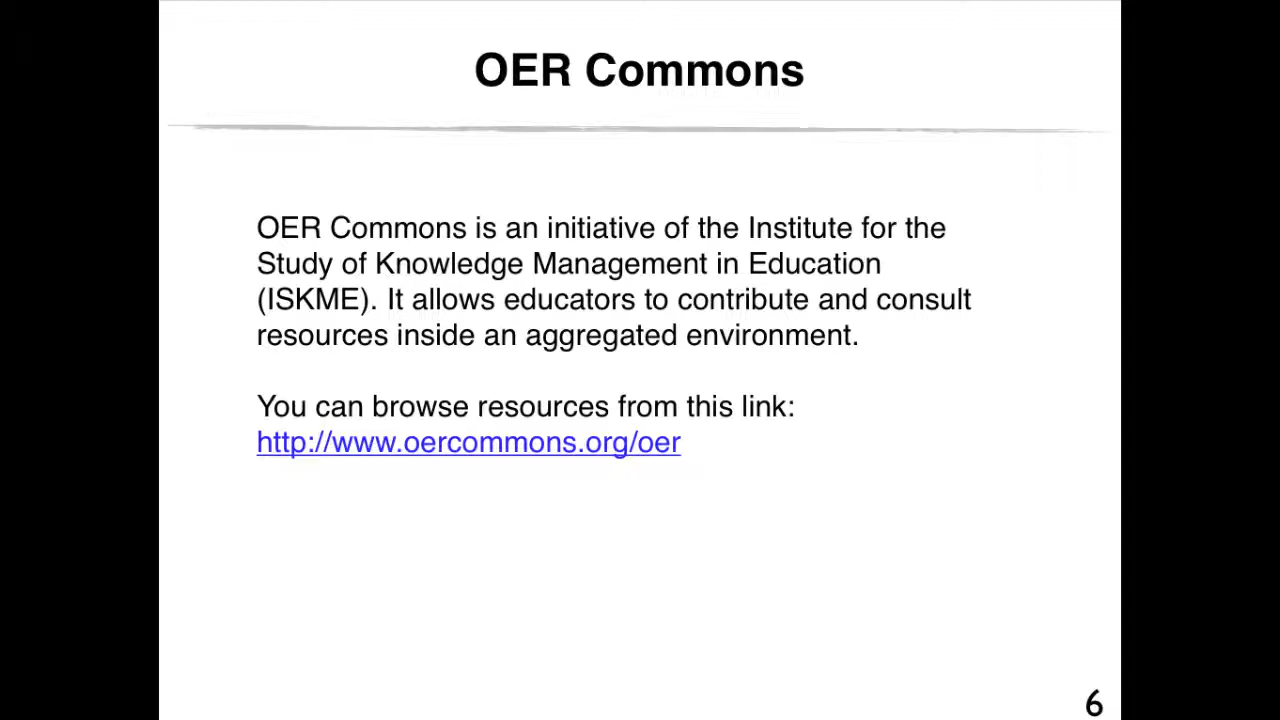 OER Commons
OER Commons is an initiative of the Institute for the
Study of Knowledge Management in Education
(ISKME). It allows educators to contribute and consult
resources inside an aggregated environment.
You can browse resources from this link:
http://www.oercommons.org/oer
6